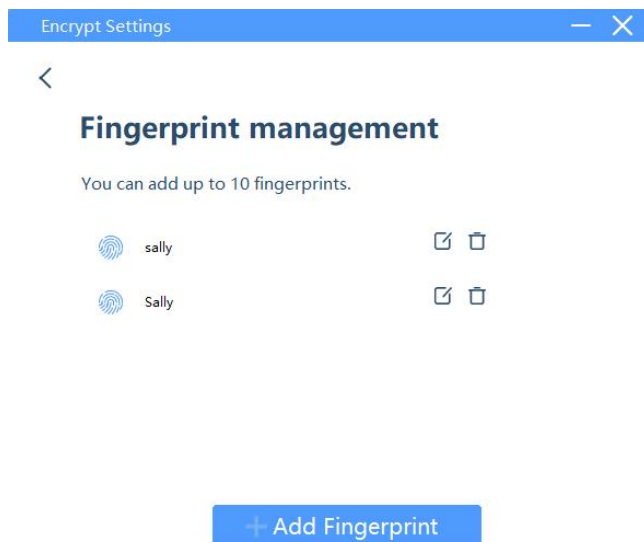 Encrypt Settings
Fingerprint management
You can add up to 10 fingerprints.
sally
Sally
Add Fingerprint